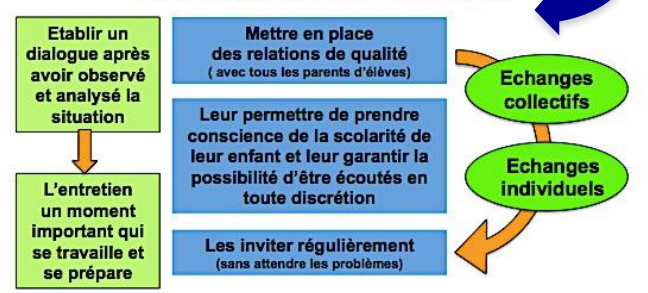 Etablir un
dialogue après
avoir observé
et analysé la
situation
L'entretien
un moment
important qui
se travaille et
se prépare
Mettre en place
des relations de qualité
( avec tous les parents d'élèves)
Leur permettre de prendre
conscience de la scolarité de
leur enfant et leur garantir la
possibilité d'être écoutés en
toute discrétion
Les inviter régulièrement
(sans attendre les problèmes)
Echanges
collectifs
Echanges
individuels